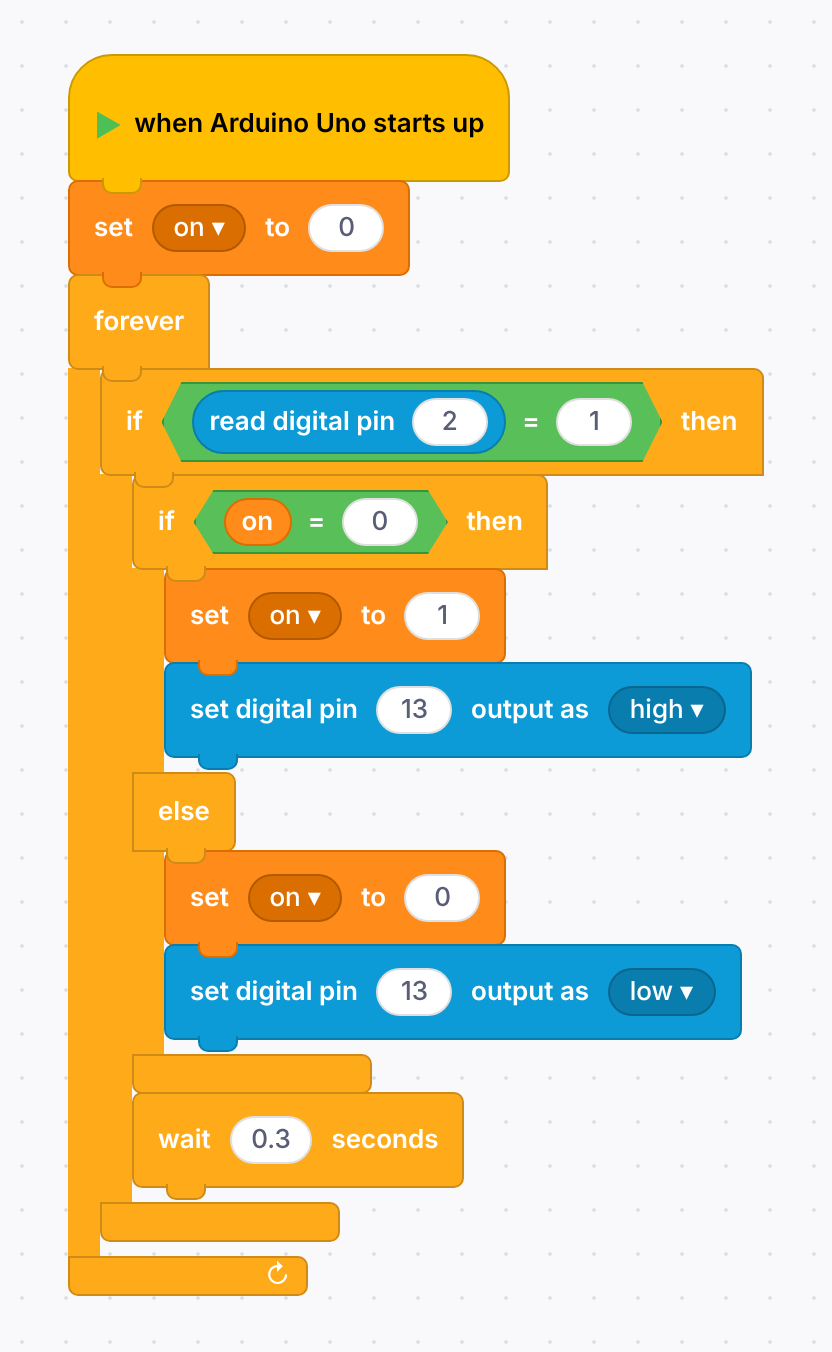 when Arduino Uno starts up
set on ▾ to 0
forever
if read digital pin 2 = 1 then
if on = 0 then
set on ▾ to 1
set digital pin 13 output as high ▾
else
set on ▾ to 0
set digital pin 13 output as low ▾
wait 0.3 seconds